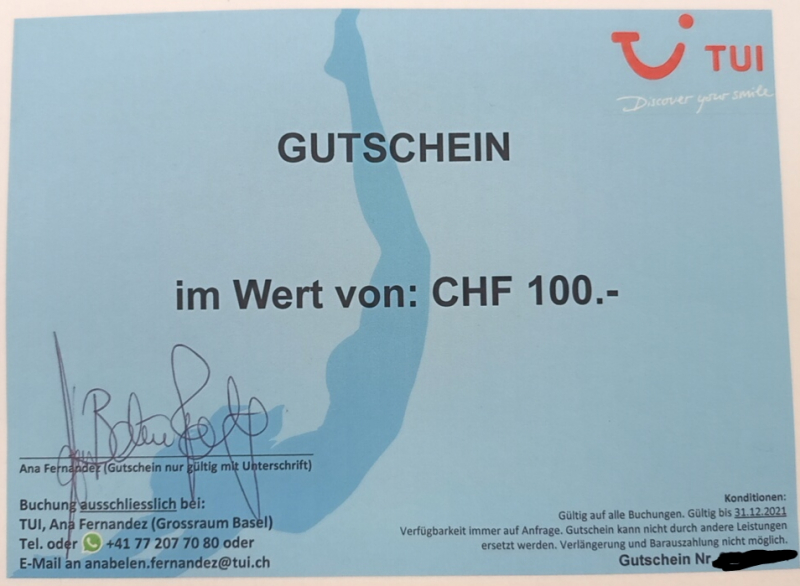 TUI
Discover your smile
GUTSCHEIN
im Wert von: CHF 100.-
Ana Fernandez (Gutschein nur gültig mit Unterschrift)
Buchung ausschliesslich bei:
TUI, Ana Fernandez (Grossraum Basel)
Tel. oder +41 77 207 70 80 oder
E-Mail an anabelen.fernandez@tui.ch
Konditionen:
Gültig auf alle Buchungen. Gültig bis 31.12.2021
Verfügbarkeit immer auf Anfrage. Gutschein kann nicht durch andere Leistungen
ersetzt werden. Verlängerung und Barauszahlung nicht möglich.
Gutschein Nr.